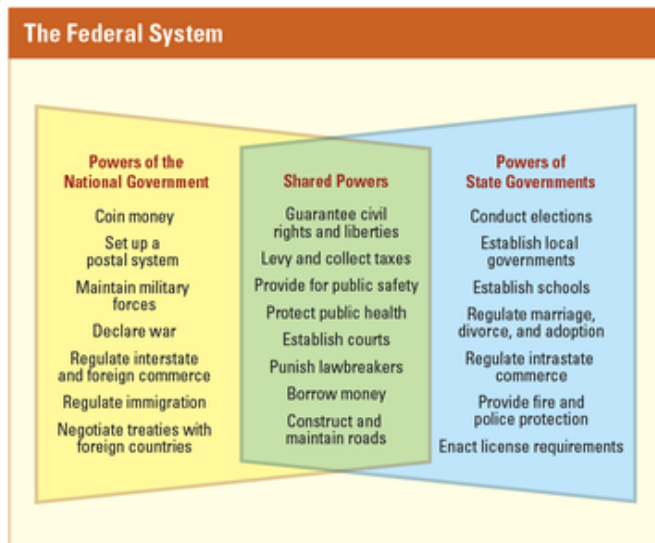 The Federal System
Powers of the
National Government
Coin money
Set up a
postal system
Maintain military
forces
Declare war
Regulate interstate
and foreign commerce
Regulate immigration
Negotiate treaties with
foreign countries
Shared Powers
Guarantee civil
rights and liberties
Levy and collect taxes
Provide for public safety
Protect public health
Establish courts
Punish lawbreakers
Borrow money
Construct and
maintain roads
Powers of
State Governments
Conduct elections
Establish local
governments
Establish schools
Regulate marriage,
divorce, and adoption
Regulate intrastate
commerce
Provide fire and
police protection
Enact license requirements